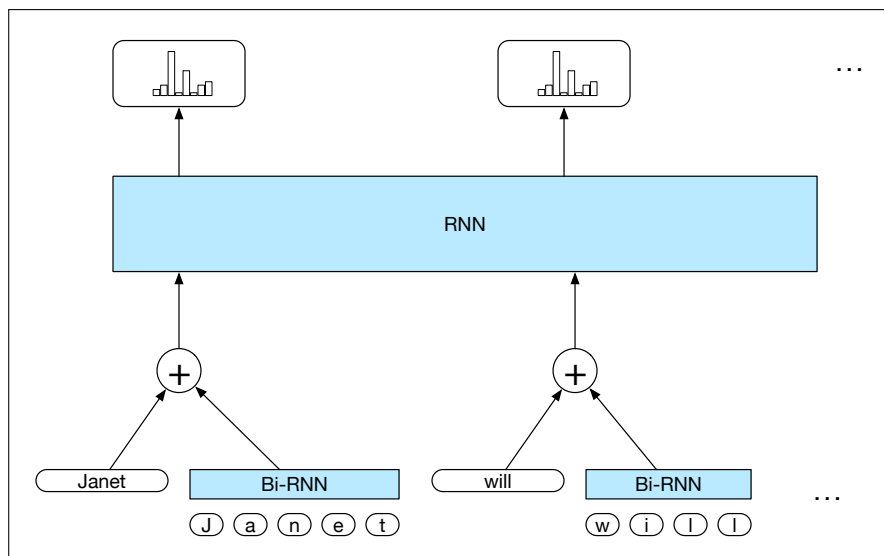 ...
RNN
+ +
Janet Bi-RNN will Bi-RNN ...
J a n e t w i l l